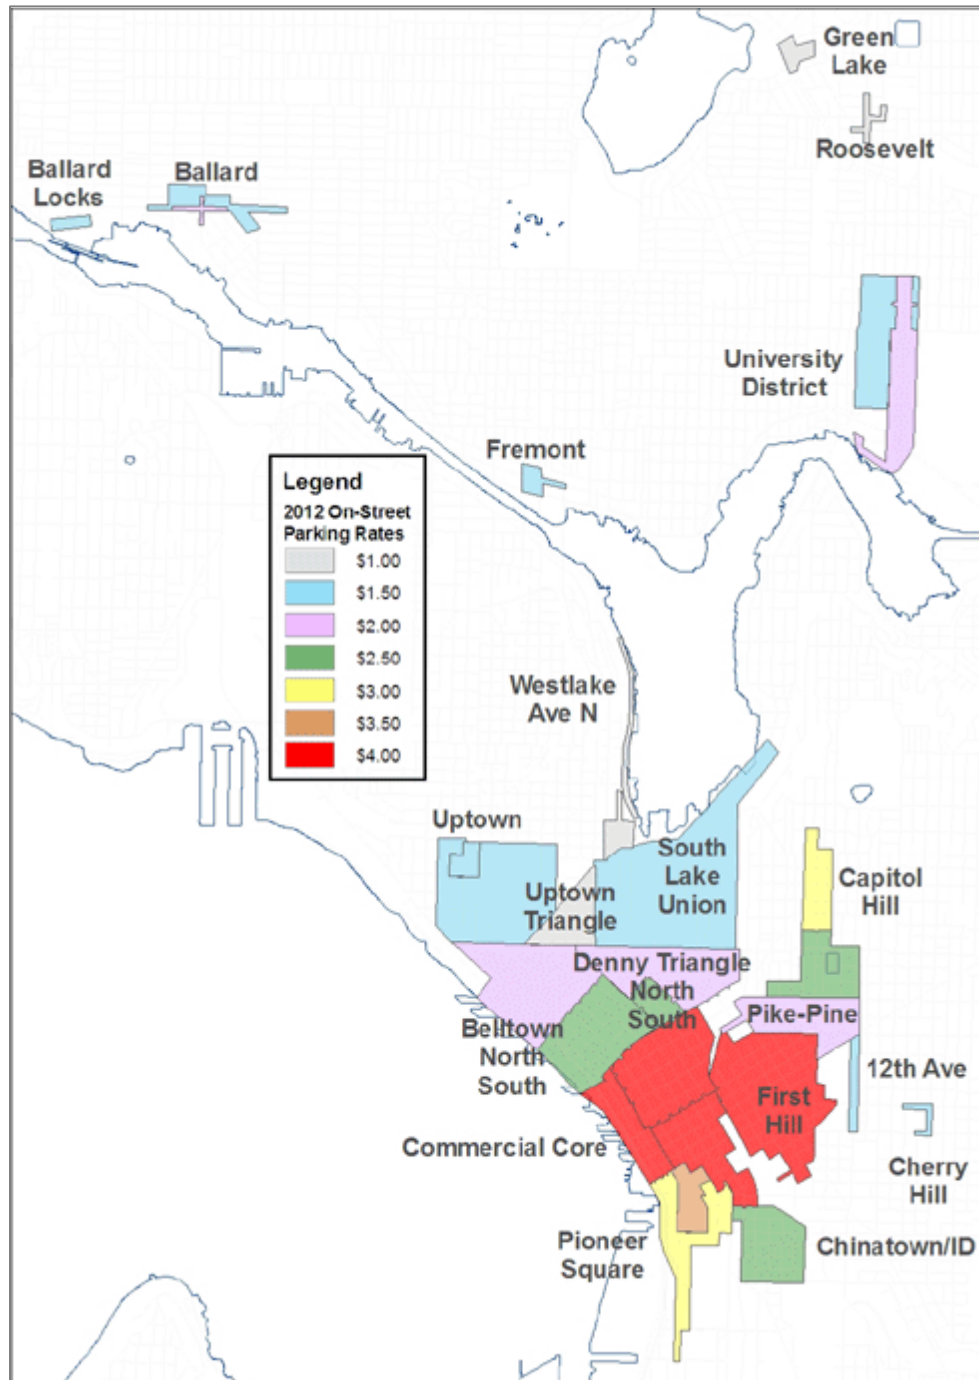 Green
Lake
Roosevelt
Ballard
Locks
Ballard
University
District
Fremont
Legend
2012 On-Street
Parking Rates
$1.00
$1.50
$2.00
$2.50
$3.00
$3.50
$4.00
Westlake
Ave N
Uptown
South
Lake
Union
Uptown
Triangle
Capitol
Hill
Denny Triangle
North
South
Pike-Pine
Belltown
North
South
12th Ave
First
Hill
Commercial Core
Cherry
Hill
Pioneer
Square
Chinatown/ID